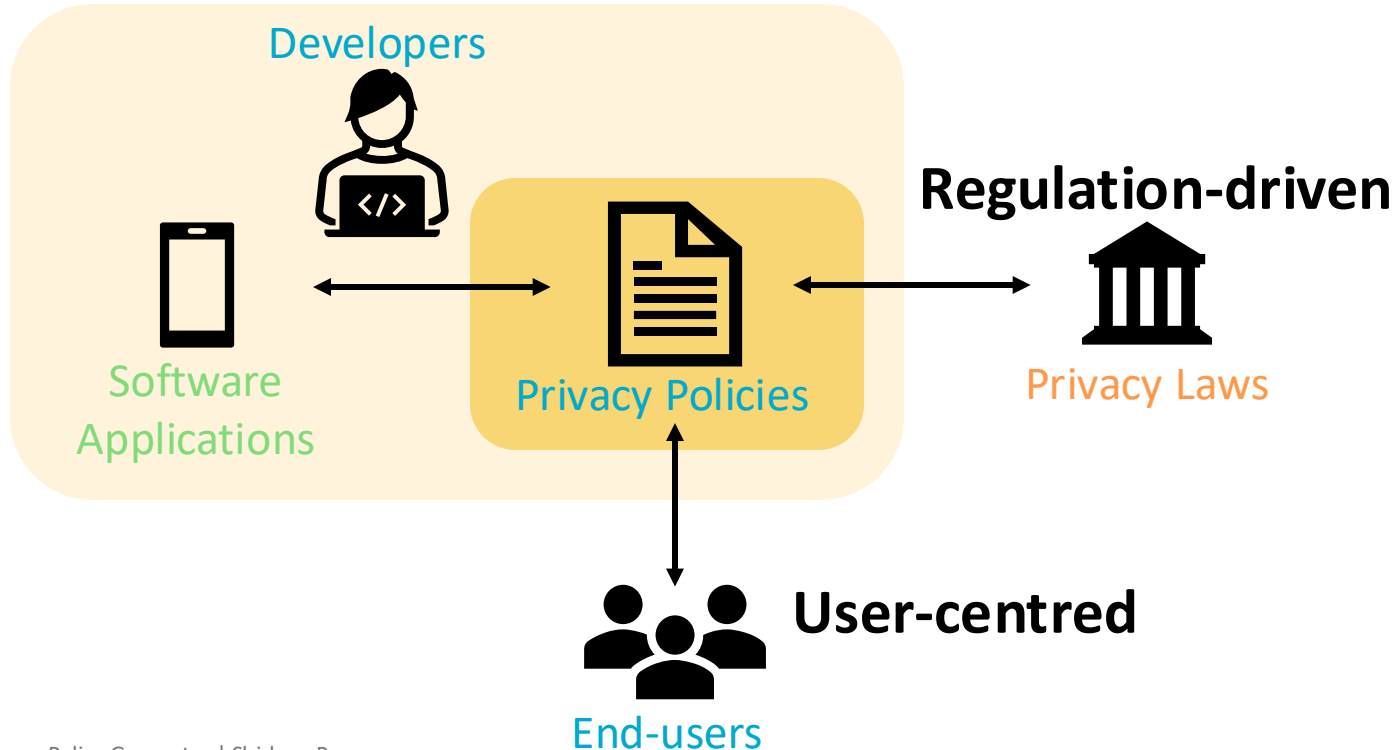 Developers
</>
Regulation-driven
Software
Applications
Privacy Policies
Privacy Laws
User-centred
End-users